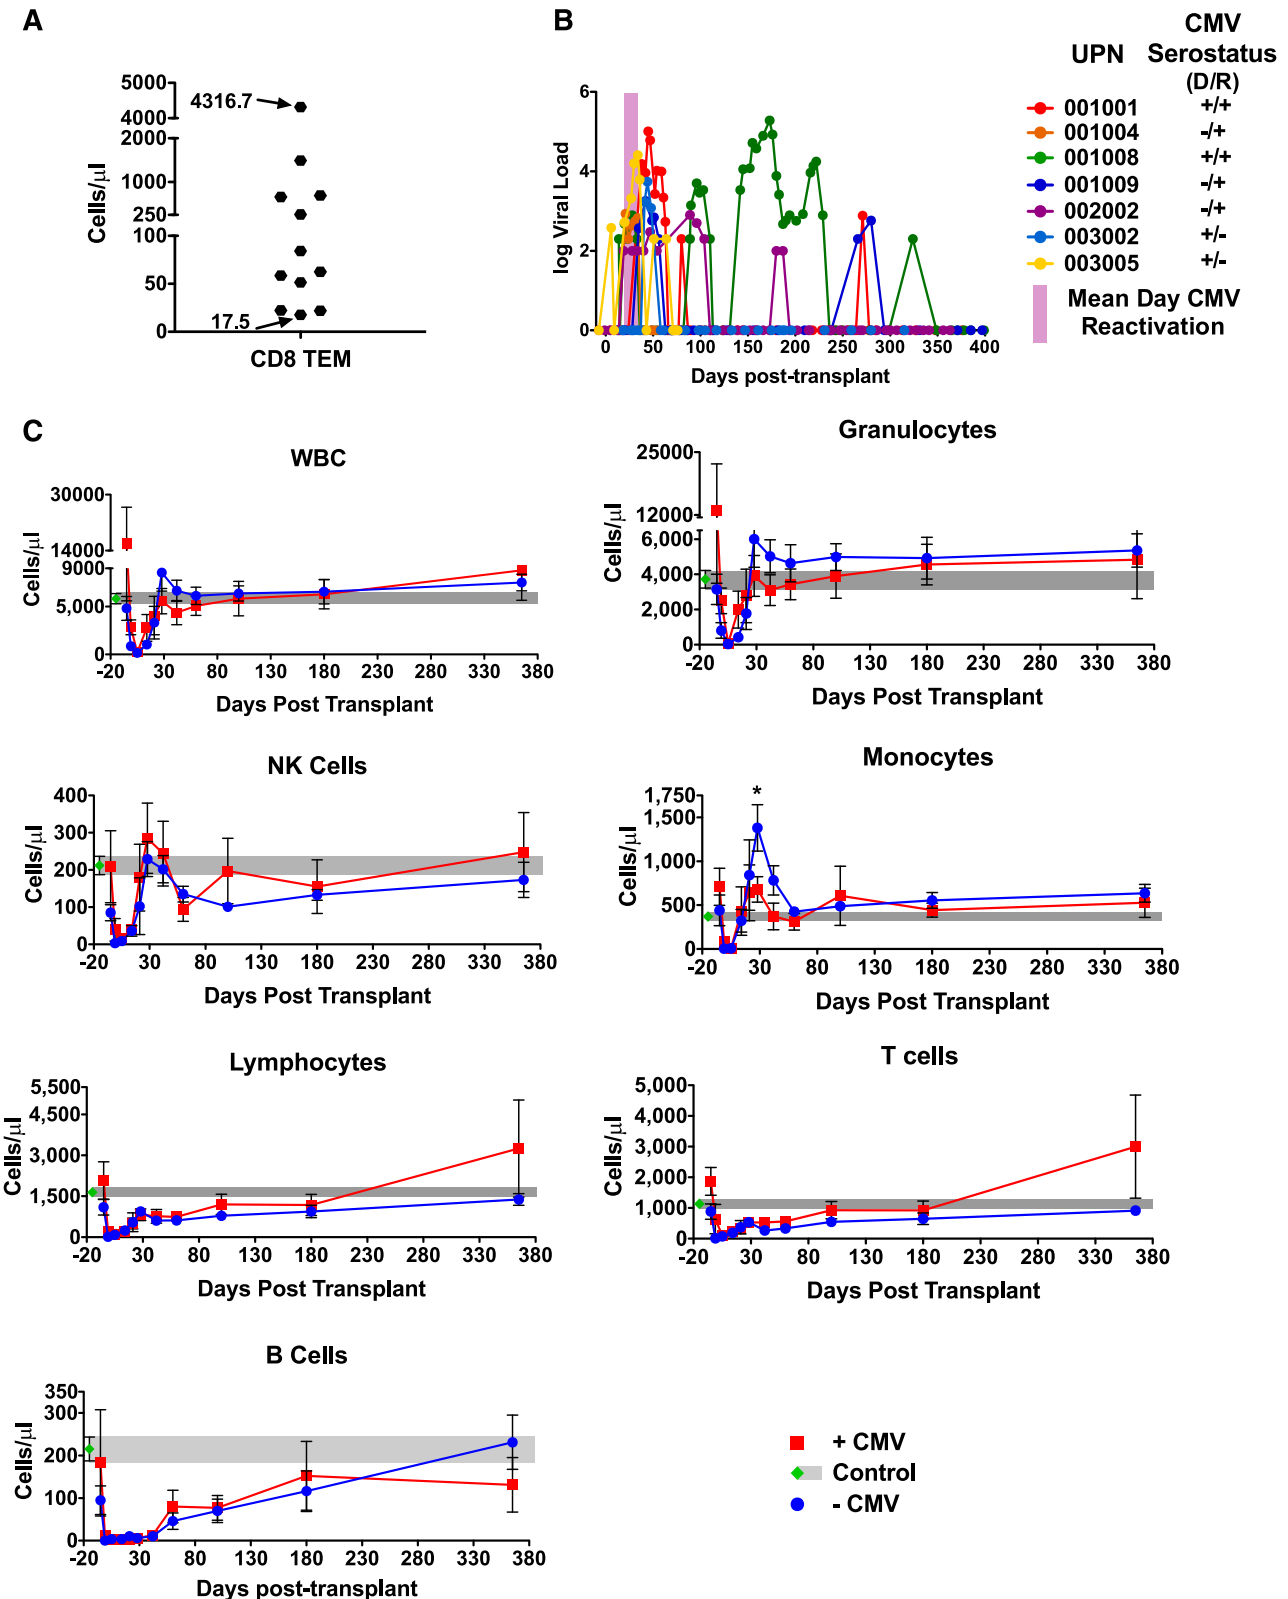 A
5000
4000
2000
1000
250
100
50
0
Cells/µl
4316.7
17.5
CD8 TEM
B
6
4
2
0
log Viral Load
0 50 100 150 200 250 300 350 400
Days post-transplant
CMV
UPN Serostatus
(D/R)
001001 +/+
001004 -/+
001008 +/+
001009 -/+
002002 -/+
003002 +/-
003005 +/-
Mean Day CMV
Reactivation
C
WBC
30000
14000
9000
5,000
0
Cells/µl
-20 30 80 130 180 230 280 330 380
Days Post Transplant
Granulocytes
25000
12000
6,000
4,000
2,000
0
Cells/µl
-20 30 80 130 180 230 280 330 380
Days Post Transplant
NK Cells
400
300
200
100
0
Cells/µl
-20 30 80 130 180 230 280 330 380
Days Post Transplant
Monocytes
*
1,750
1,500
1,000
500
0
Cells/µl
-20 30 80 130 180 230 280 330 380
Days Post Transplant
Lymphocytes
5,500
4,500
3,000
1,500
0
Cells/µl
-20 30 80 130 180 230 280 330 380
Days Post Transplant
T cells
5,000
4,000
3,000
2,000
1,000
0
Cells/µl
-20 30 80 130 180 230 280 330 380
Days Post Transplant
B Cells
350
300
200
100
0
Cells/µl
-20 30 80 130 180 230 280 330 380
Days post-transplant
+ CMV
Control
- CMV